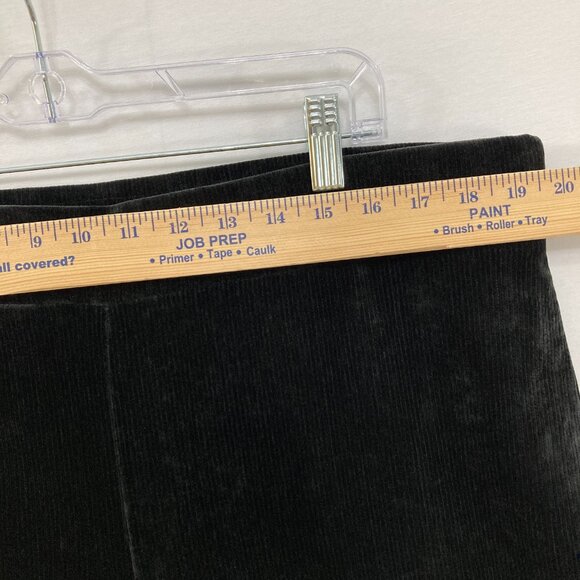 9 10 11 12 13 14 15 16 17 18 19 20
JOB PREP
• Primer • Tape • Caulk
PAINT
• Brush • Roller • Tray
all covered?